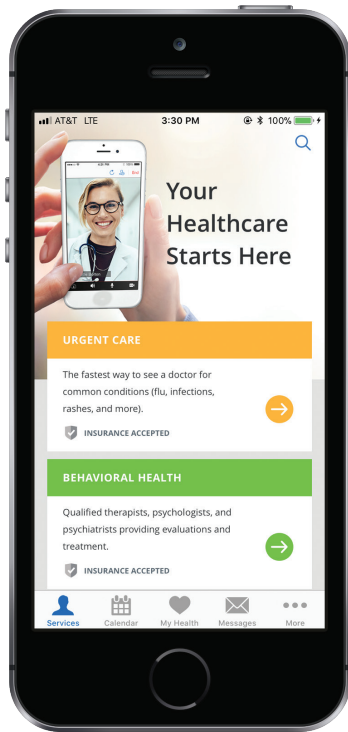 AT&T LTE 3:30 PM 100%
Your
Healthcare
Starts Here
URGENT CARE
The fastest way to see a doctor for
common conditions (flu, infections,
rashes, and more).
INSURANCE ACCEPTED
BEHAVIORAL HEALTH
Qualified therapists, psychologists, and
psychiatrists providing evaluations and
treatment.
INSURANCE ACCEPTED
Services Calendar My Health Messages More